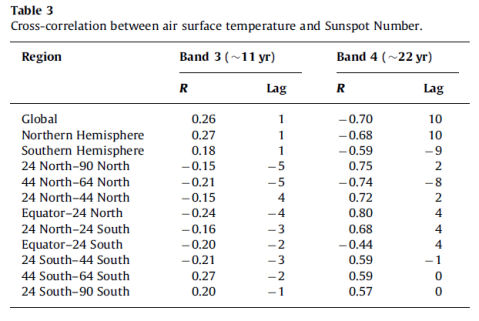 Table 3
Cross-correlation between air surface temperature and Sunspot Number.
Region Band 3 (∼11 yr) Band 4 (∼22 yr)
R Lag R Lag
Global 0.26 1 −0.70 10
Northern Hemisphere 0.27 1 −0.68 10
Southern Hemisphere 0.18 1 −0.59 −9
24 North–90 North −0.15 −5 0.75 2
44 North–64 North −0.21 −5 −0.74 −8
24 North–44 North −0.15 4 0.72 2
Equator–24 North −0.24 −4 0.80 4
24 North–24 South −0.16 −3 0.68 4
Equator–24 South −0.20 −2 −0.44 4
24 South–44 South −0.21 −3 0.59 −1
44 South–64 South 0.27 −2 0.59 0
24 South–90 South 0.20 −1 0.57 0